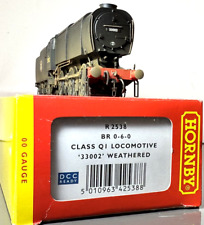 R2538
BR 0-6-0
CLASS Q1 LOCOMOTIVE
'33002' WEATHERED
DCC
READY
5 010963 425388
HORNBY
00 GAUGE